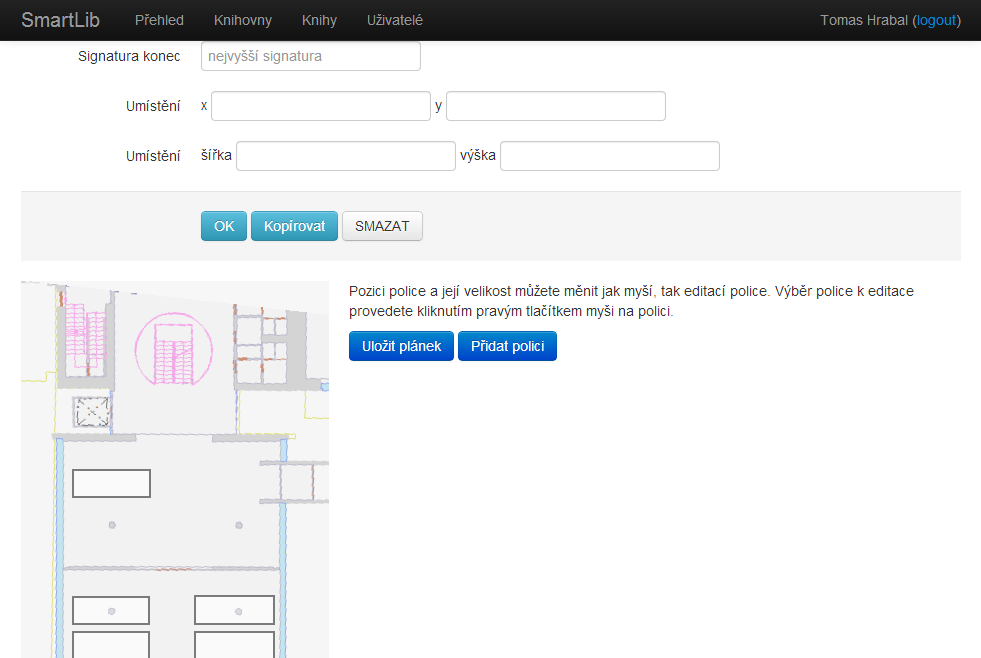 SmartLib Přehled Knihovny Knihy Uživatelé Tomas Hrabal (logout)
Signatura konec nejvyšší signatura
Umístění x y
Umístění šířka výška
OK Kopírovat SMAZAT
Pozici police a její velikost můžete měnit jak myší, tak editací police. Výběr police k editace
provedete kliknutím pravým tlačítkem myši na polici.
Uložit plánek Přidat polici